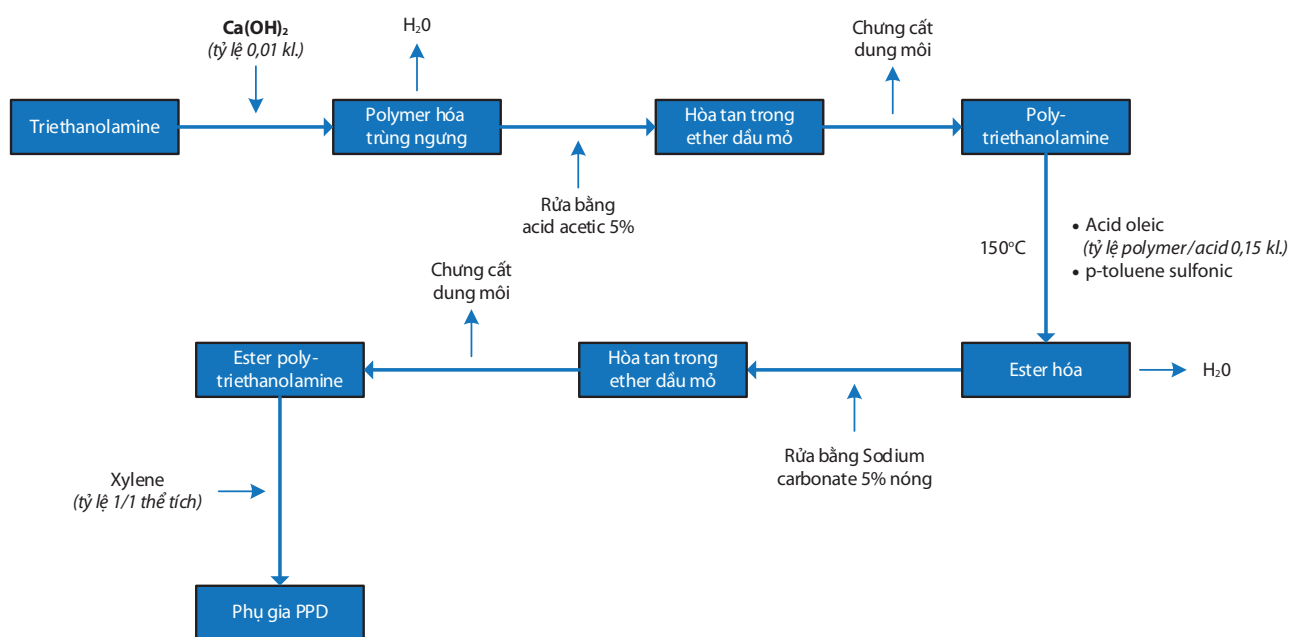 Ca(OH)₂
(tỷ lệ 0,01 kl.)
H₂0
Chưng cất
dung môi
Triethanolamine
Polymer hóa
trùng ngưng
Hòa tan trong
ether dầu mỏ
Poly-
triethanolamine
Rửa bằng
acid acetic 5%
150°C
• Acid oleic
(tỷ lệ polymer/acid 0,15 kl.)
• p-toluene sulfonic
Chưng cất
dung môi
Ester poly-
triethanolamine
Hòa tan trong
ether dầu mỏ
Ester hóa
H₂0
Rửa bằng Sodium
carbonate 5% nóng
Xylene
(tỷ lệ 1/1 thể tích)
Phụ gia PPD